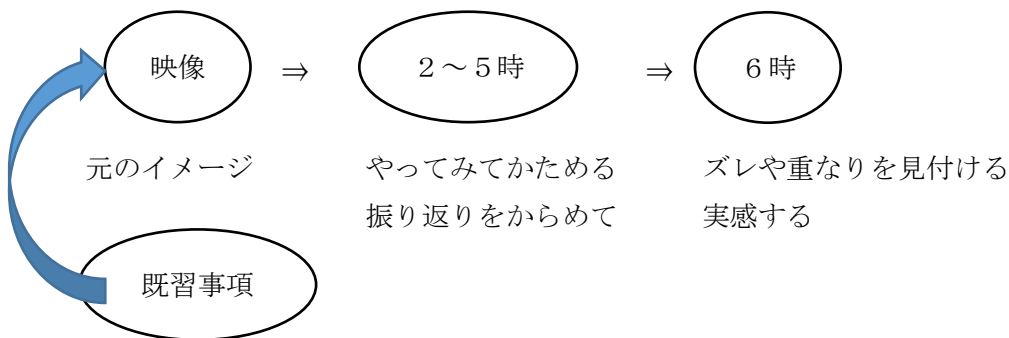 映像 ⇒ ２～５時 ⇒ ６時
元のイメージ やってみてかためる ズレや重なりを見付ける
振り返りをからめて 実感する
既習事項